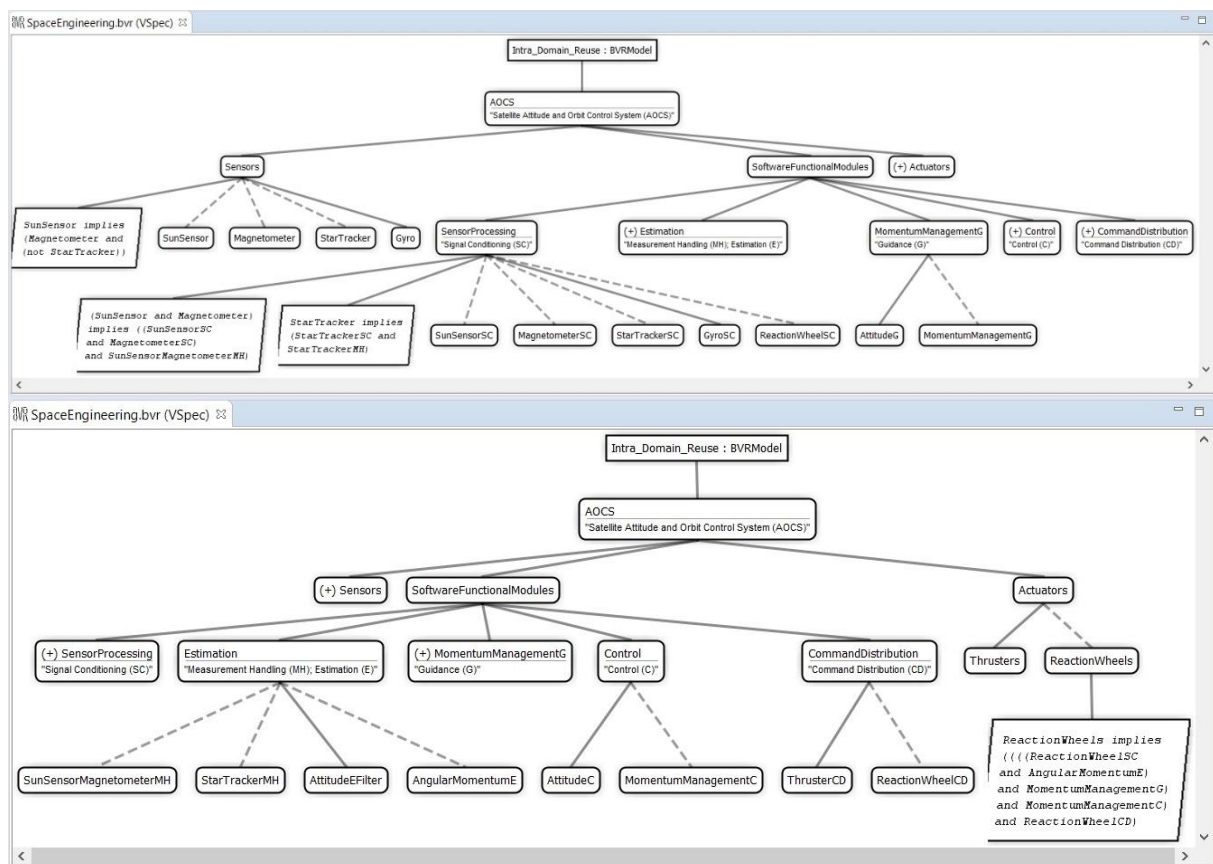 SpaceEngineering.bvr (VSpec)
Intra_Domain_Reuse : BVRModel
AOCS
"Satellite Attitude and Orbit Control System (AOCS)"
Sensors
SoftwareFunctionalModules
(+) Actuators
SunSensor implies
(Magnetometer and
(not StarTracker))
SunSensor
Magnetometer
StarTracker
Gyro
SensorProcessing
"Signal Conditioning (SC)"
(+) Estimation
"Measurement Handling (MH); Estimation (E)"
MomentumManagementG
"Guidance (G)"
(+) Control
"Control (C)"
(+) CommandDistribution
"Command Distribution (CD)"
(SunSensor and Magnetometer)
implies ((SunSensorSC
and MagnetometerSC)
and SunSensorMagnetometerMH)
StarTracker implies
(StarTrackerSC and
StarTrackerMH)
SunSensorSC
MagnetometerSC
StarTrackerSC
GyroSC
ReactionWheelSC
AttitudeG
MomentumManagementG
SpaceEngineering.bvr (VSpec)
Intra_Domain_Reuse : BVRModel
AOCS
"Satellite Attitude and Orbit Control System (AOCS)"
(+) Sensors
SoftwareFunctionalModules
Actuators
(+) SensorProcessing
"Signal Conditioning (SC)"
Estimation
"Measurement Handling (MH); Estimation (E)"
(+) MomentumManagementG
"Guidance (G)"
Control
"Control (C)"
CommandDistribution
"Command Distribution (CD)"
Thrusters
ReactionWheels
SunSensorMagnetometerMH
StarTrackerMH
AttitudeEFilter
AngularMomentumE
AttitudeC
MomentumManagementC
ThrusterCD
ReactionWheelCD
ReactionWheels implies
((((ReactionWheelSC
and AngularMomentumE)
and MomentumManagementG)
and MomentumManagementC)
and ReactionWheelCD)